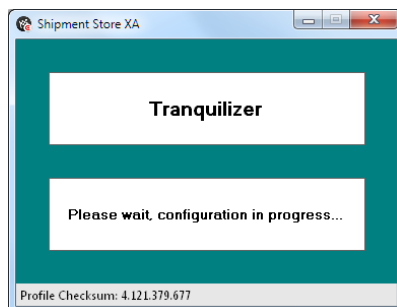 Shipment Store XA
Tranquilizer
Please wait, configuration in progress...
Profile Checksum: 4.121.379.677